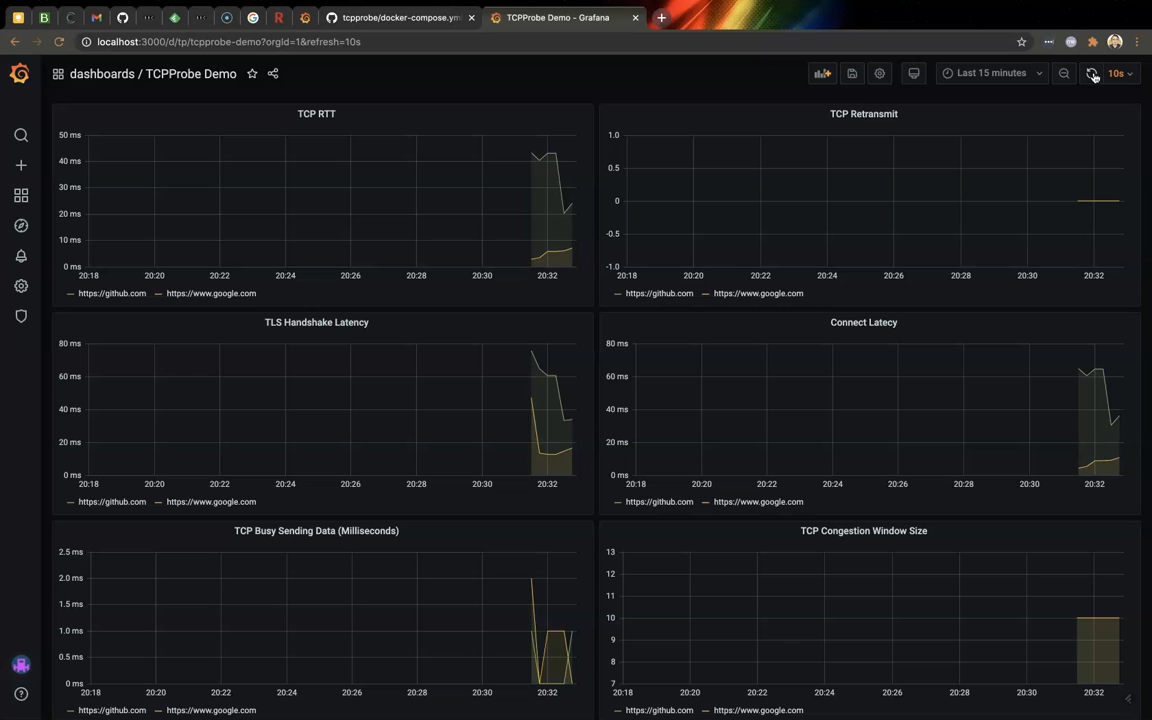 tcpprobe/docker-compose.ym
TCPProbe Demo - Grafana
localhost:3000/d/tp/tcpprobe-demo?orgId=1&refresh=10s
dashboards / TCPProbe Demo
Last 15 minutes
10s
TCP RTT
50 ms
40 ms
30 ms
20 ms
10 ms
0 ms
20:18 20:20 20:22 20:24 20:26 20:28 20:30 20:32
https://github.com https://www.google.com
TCP Retransmit
1.0
0.5
0
-0.5
-1.0
20:18 20:20 20:22 20:24 20:26 20:28 20:30 20:32
https://github.com https://www.google.com
TLS Handshake Latency
80 ms
60 ms
40 ms
20 ms
0 ms
20:18 20:20 20:22 20:24 20:26 20:28 20:30 20:32
https://github.com https://www.google.com
Connect Latecy
80 ms
60 ms
40 ms
20 ms
0 ms
20:18 20:20 20:22 20:24 20:26 20:28 20:30 20:32
https://github.com https://www.google.com
TCP Busy Sending Data (Milliseconds)
2.5 ms
2.0 ms
1.5 ms
1.0 ms
0.5 ms
0 ms
20:18 20:20 20:22 20:24 20:26 20:28 20:30 20:32
https://github.com https://www.google.com
TCP Congestion Window Size
13
12
11
10
9
8
7
20:18 20:20 20:22 20:24 20:26 20:28 20:30 20:32
https://github.com https://www.google.com